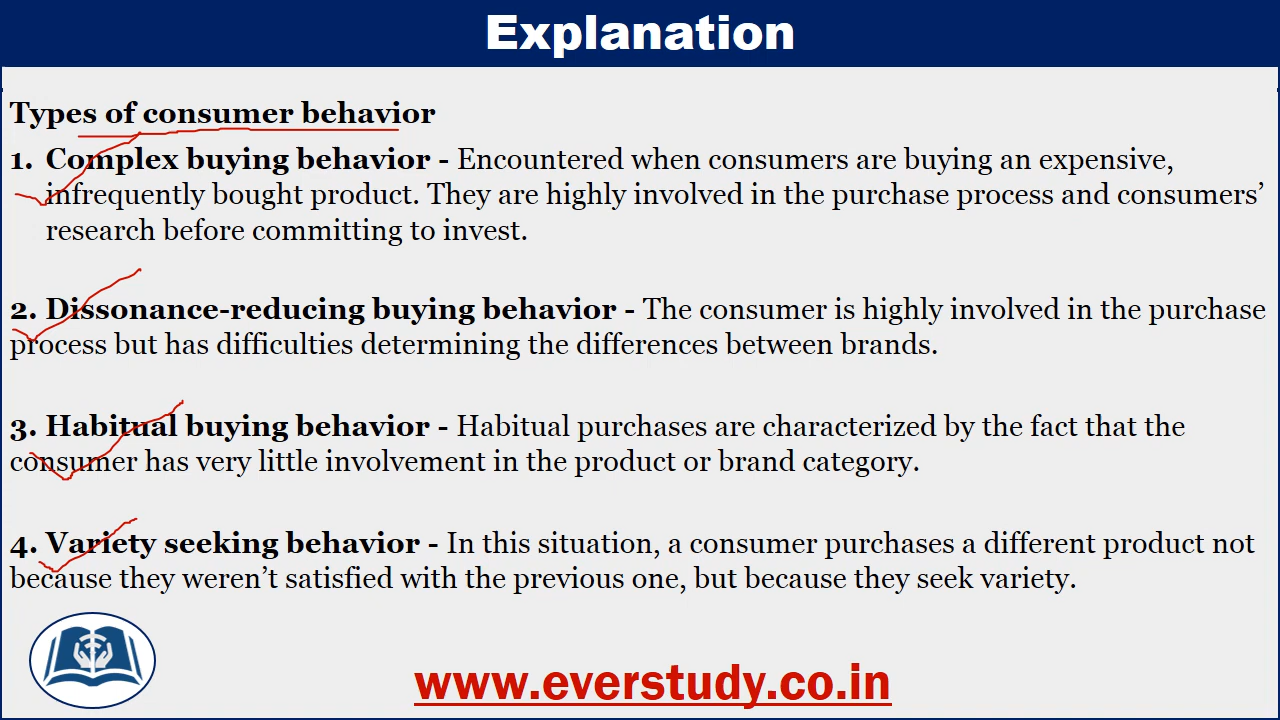 Explanation
Types of consumer behavior
1. Complex buying behavior - Encountered when consumers are buying an expensive,
infrequently bought product. They are highly involved in the purchase process and consumers’
research before committing to invest.
2. Dissonance-reducing buying behavior - The consumer is highly involved in the purchase
process but has difficulties determining the differences between brands.
3. Habitual buying behavior - Habitual purchases are characterized by the fact that the
consumer has very little involvement in the product or brand category.
4. Variety seeking behavior - In this situation, a consumer purchases a different product not
because they weren’t satisfied with the previous one, but because they seek variety.
www.everstudy.co.in